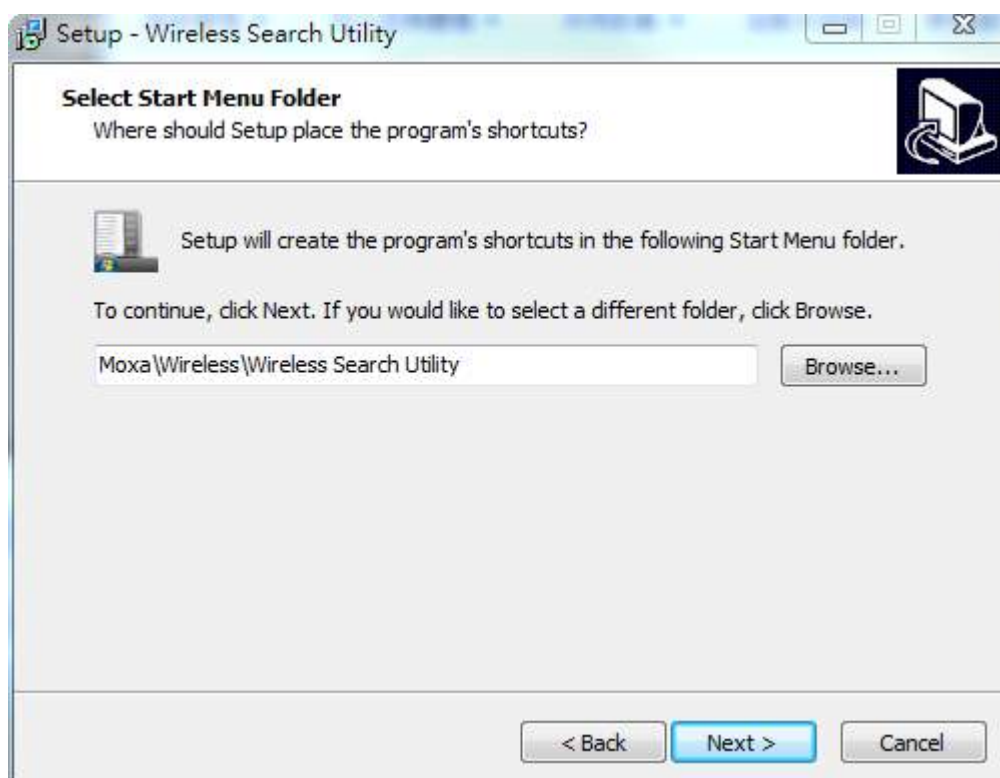 Setup - Wireless Search Utility
Select Start Menu Folder
Where should Setup place the program's shortcuts?
Setup will create the program's shortcuts in the following Start Menu folder.
To continue, click Next. If you would like to select a different folder, click Browse.
Moxa\Wireless\Wireless Search Utility
Browse...
< Back
Next >
Cancel